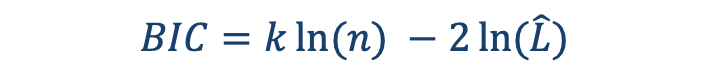 BIC = k ln(n) − 2 ln(L̂)